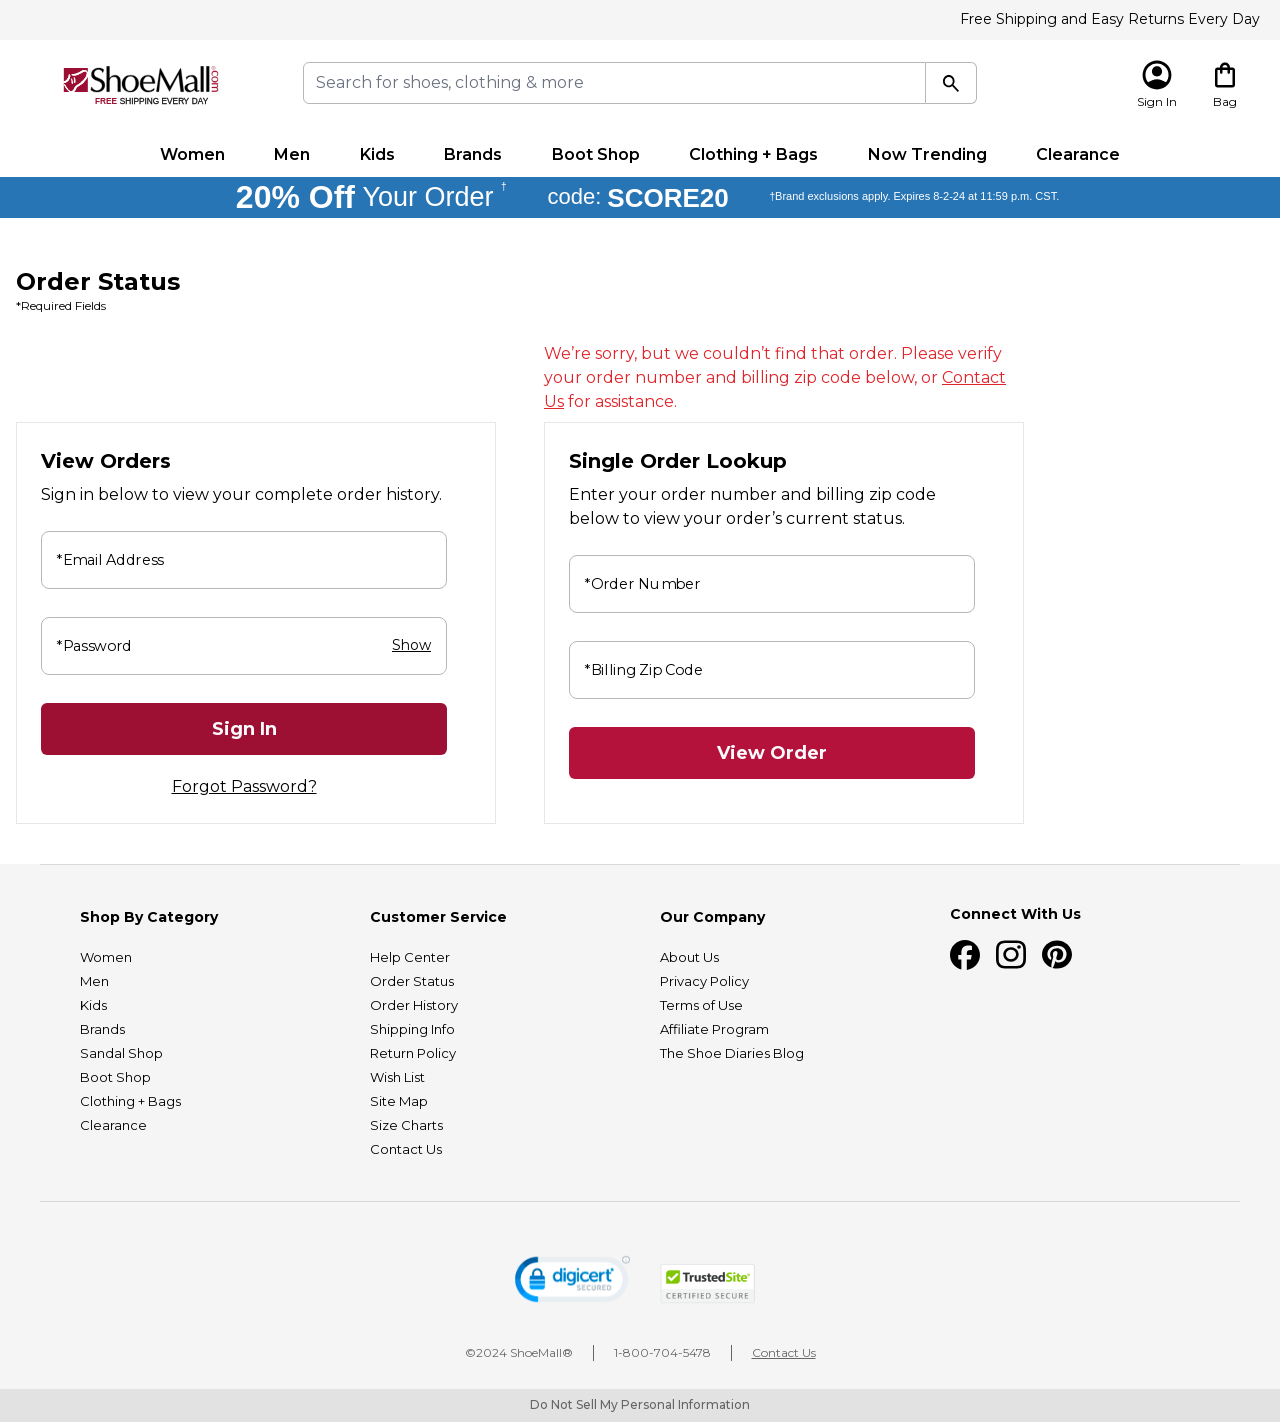 Free Shipping and Easy Returns Every Day
ShoeMall®.com
FREE SHIPPING EVERY DAY
Search for shoes, clothing & more
Sign In
Bag
Women Men Kids Brands Boot Shop Clothing + Bags Now Trending Clearance
20% Off Your Order † code: SCORE20 †Brand exclusions apply. Expires 8-2-24 at 11:59 p.m. CST.
Order Status
*Required Fields
We’re sorry, but we couldn’t find that order. Please verify
your order number and billing zip code below, or Contact
Us for assistance.
View Orders
Sign in below to view your complete order history.
*Email Address
*Password Show
Sign In
Forgot Password?
Single Order Lookup
Enter your order number and billing zip code
below to view your order’s current status.
*Order Number
*Billing Zip Code
View Order
Shop By Category
Women
Men
Kids
Brands
Sandal Shop
Boot Shop
Clothing + Bags
Clearance
Customer Service
Help Center
Order Status
Order History
Shipping Info
Return Policy
Wish List
Site Map
Size Charts
Contact Us
Our Company
About Us
Privacy Policy
Terms of Use
Affiliate Program
The Shoe Diaries Blog
Connect With Us
digicert
SECURED
TrustedSite
CERTIFIED SECURE
©2024 ShoeMall® 1-800-704-5478 Contact Us
Do Not Sell My Personal Information